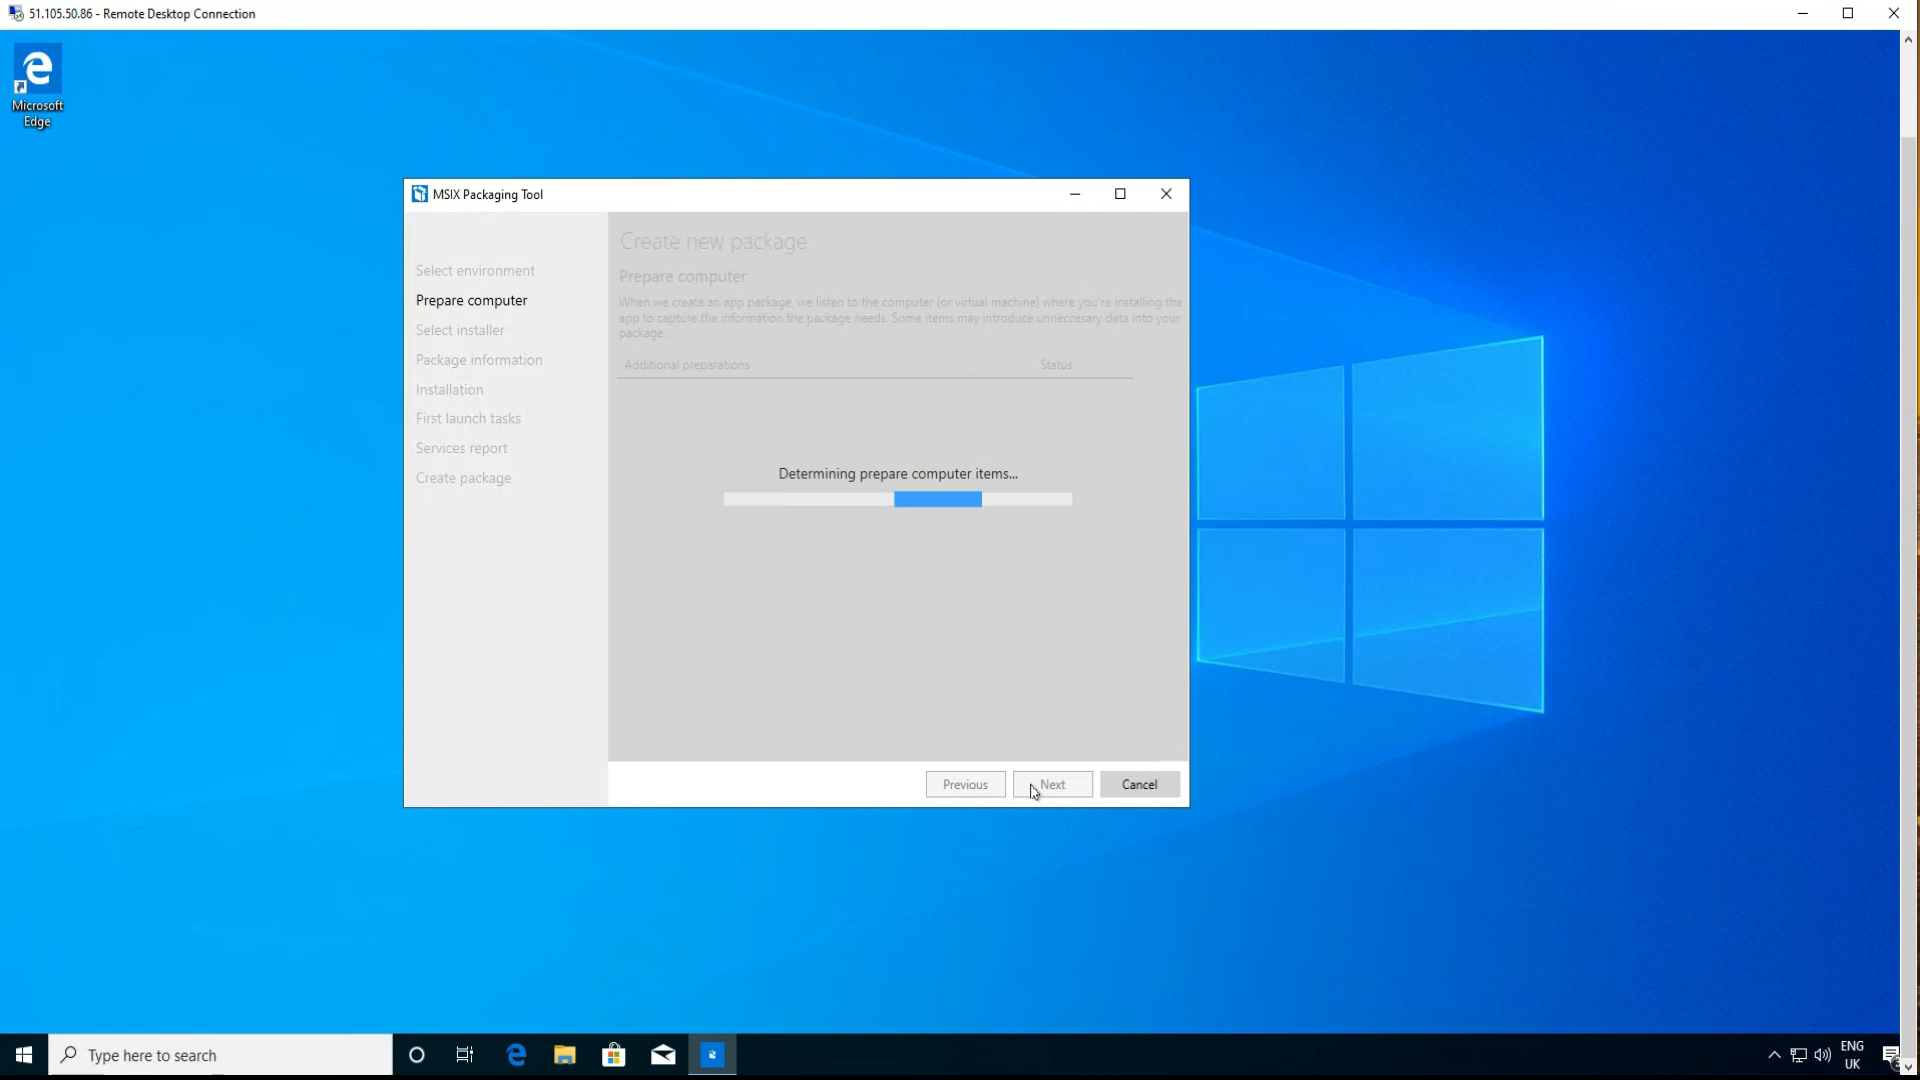 51.105.50.86 - Remote Desktop Connection
Microsoft
Edge
MSIX Packaging Tool
Select environment
Prepare computer
Select installer
Package information
Installation
First launch tasks
Services report
Create package
Create new package
Prepare computer
When we create an app package, we listen to the computer (or virtual machine) where you're installing the
app to capture the information the package needs. Some items may introduce unneccesary data into your
package.
Additional preparations Status
Determining prepare computer items...
Previous Next Cancel
Type here to search
ENG
UK